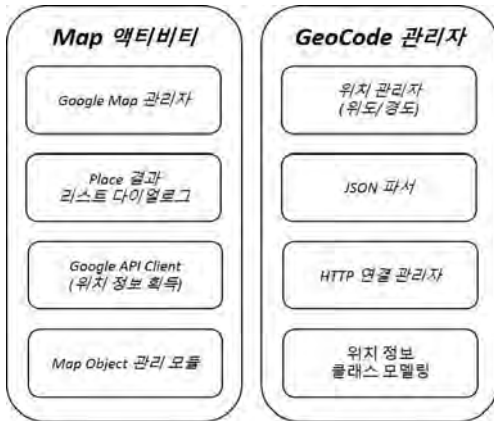 Map 액티비티
Google Map 관리자
Place 결과
리스트 다이얼로그
Google API Client
(위치 정보 획득)
Map Object 관리 모듈
GeoCode 관리자
위치 관리자
(위도/경도)
JSON 파서
HTTP 연결 관리자
위치 정보
클래스 모델링